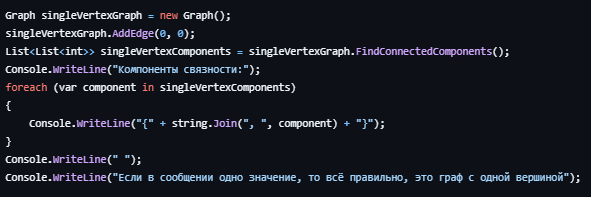 Graph singleVertexGraph = new Graph();
singleVertexGraph.AddEdge(0, 0);
List<List<int>> singleVertexComponents = singleVertexGraph.FindConnectedComponents();
Console.WriteLine("Компоненты связности:");
foreach (var component in singleVertexComponents)
{
    Console.WriteLine("{" + string.Join(", ", component) + "}");
}
Console.WriteLine(" ");
Console.WriteLine("Если в сообщении одно значение, то всё правильно, это граф с одной вершиной");